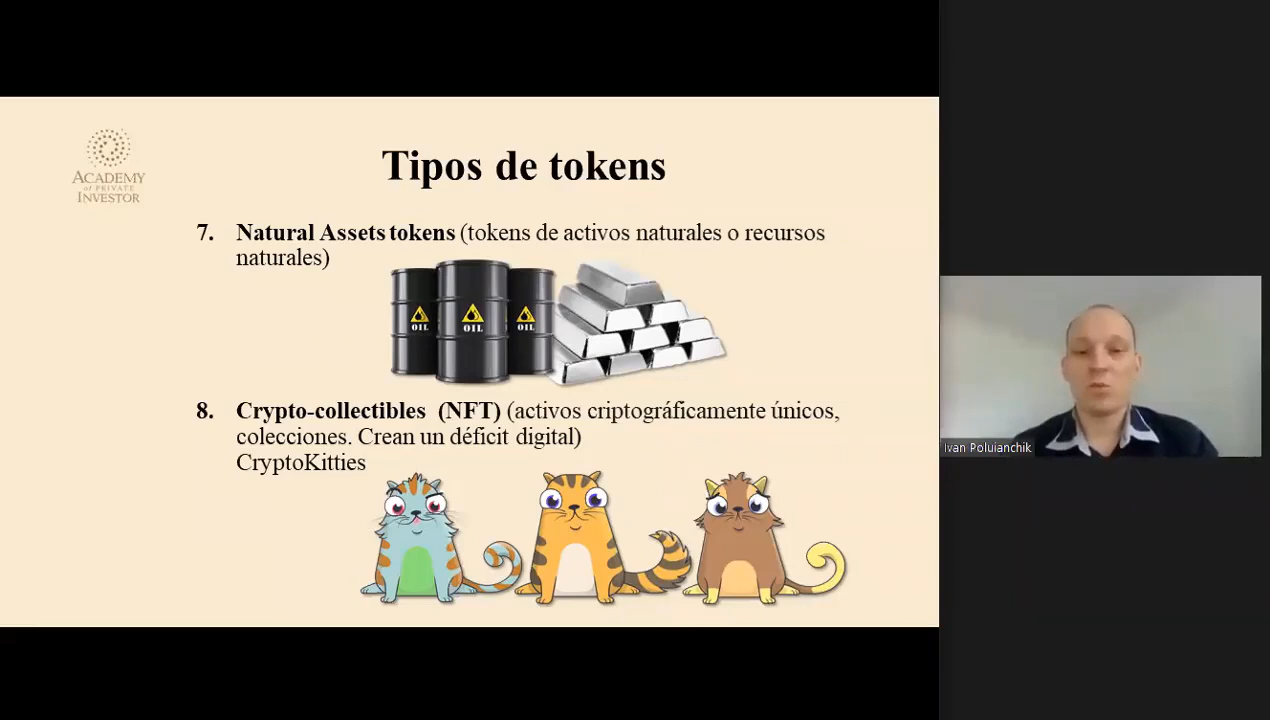 ACADEMY
of PRIVATE
INVESTOR
Tipos de tokens
7. Natural Assets tokens (tokens de activos naturales o recursos
naturales)
OIL OIL OIL
8. Crypto-collectibles (NFT) (activos criptográficamente únicos,
colecciones. Crean un déficit digital)
CryptoKitties
Ivan Poluianchik